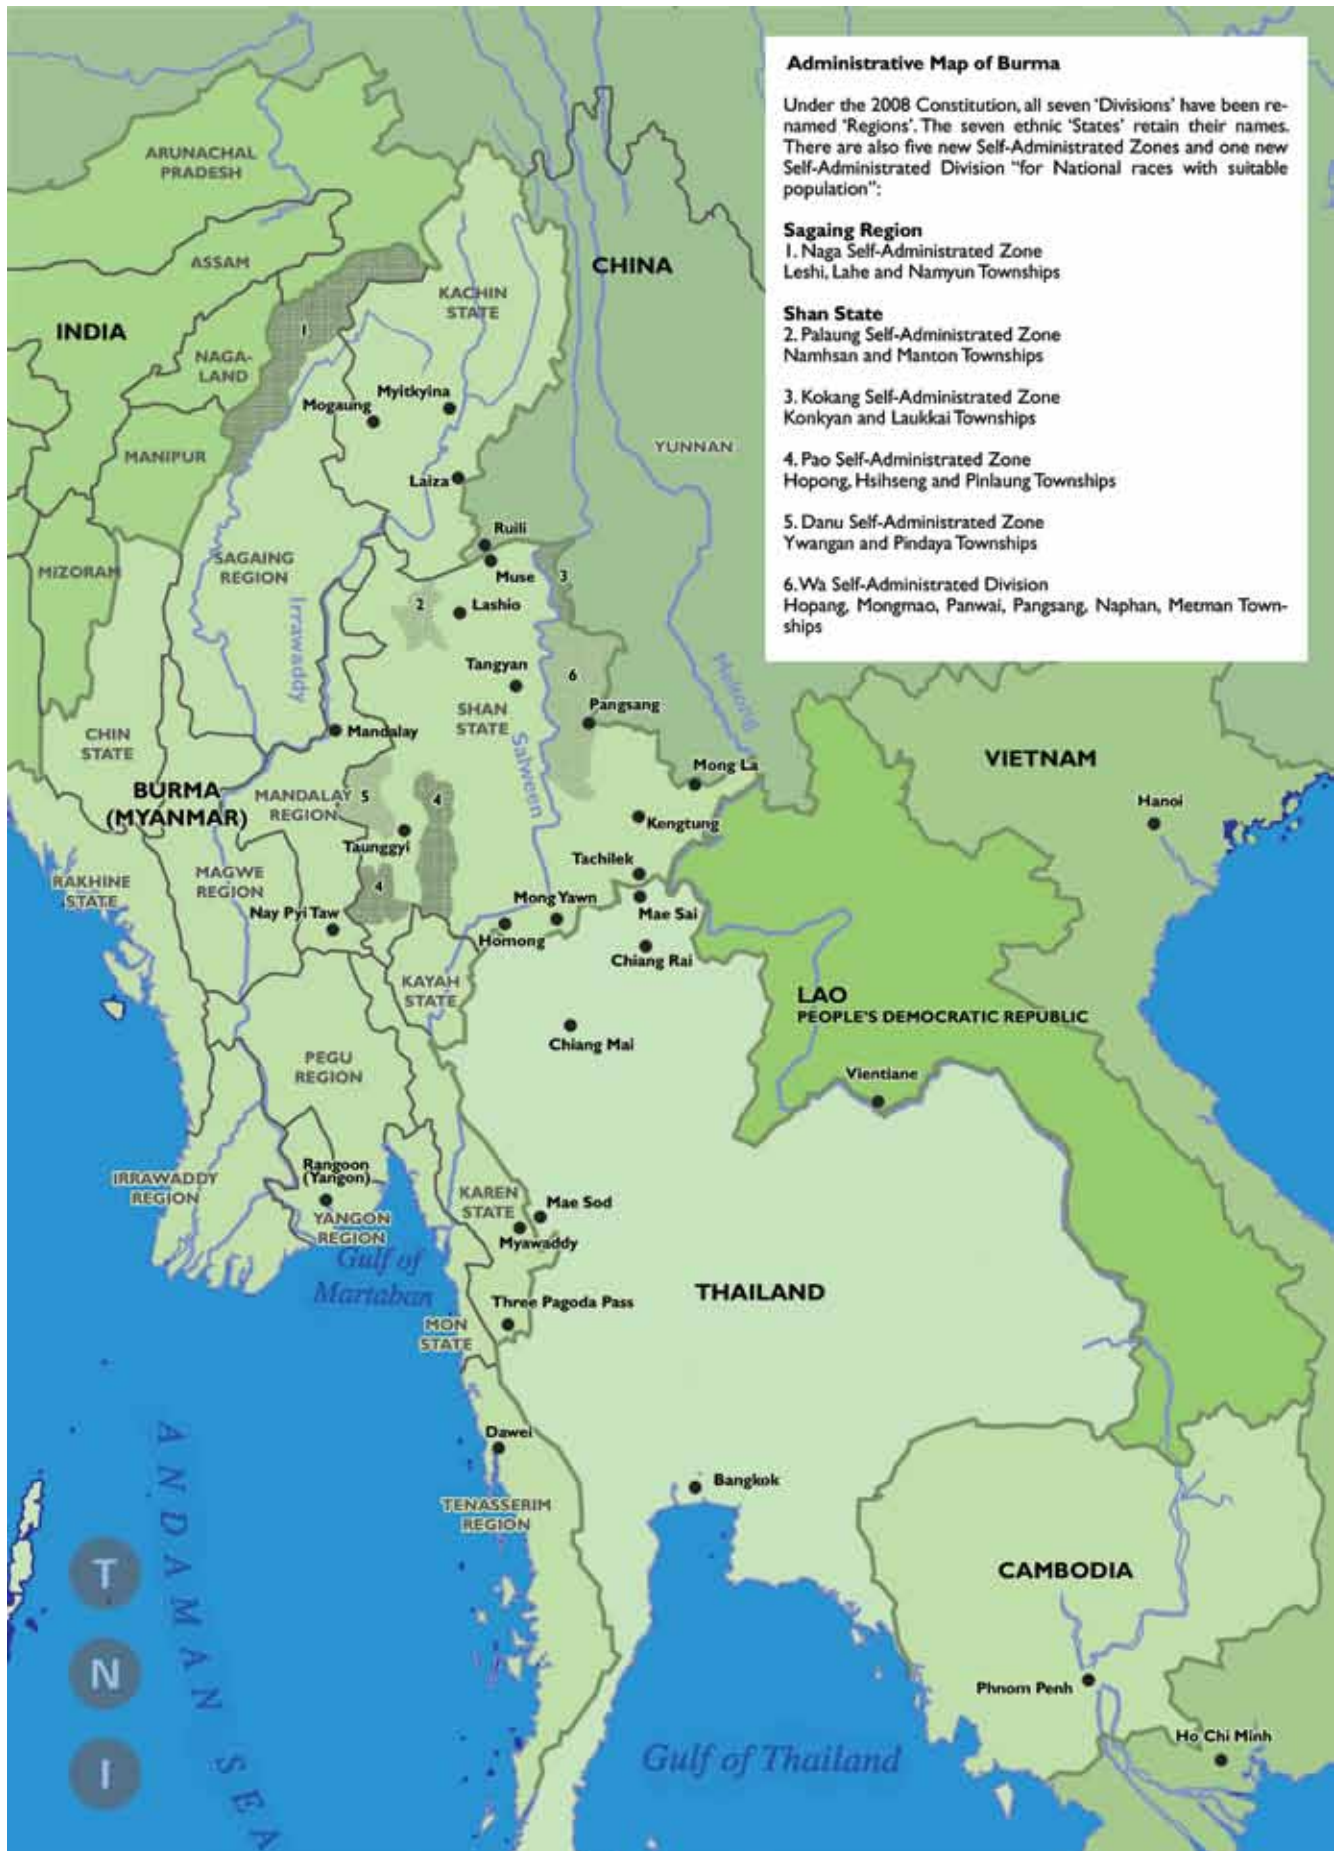 Administrative Map of Burma
Under the 2008 Constitution, all seven 'Divisions' have been re-
named 'Regions'. The seven ethnic 'States' retain their names.
There are also five new Self-Administrated Zones and one new
Self-Administrated Division "for National races with suitable
population":
Sagaing Region
1. Naga Self-Administrated Zone
Leshi, Lahe and Namyun Townships
Shan State
2. Palaung Self-Administrated Zone
Namhsan and Manton Townships
3. Kokang Self-Administrated Zone
Konkyan and Laukkai Townships
4. Pao Self-Administrated Zone
Hopong, Hsihseng and Pinlaung Townships
5. Danu Self-Administrated Zone
Ywangan and Pindaya Townships
6. Wa Self-Administrated Division
Hopang, Mongmao, Panwai, Pangsang, Naphan, Metman Town-
ships
ARUNACHAL
PRADESH
ASSAM
CHINA
KACHIN
STATE
INDIA
1
NAGA-
LAND
Myitkyina
Mogaung
MANIPUR
YUNNAN
Laiza
Ruili
SAGAING
REGION
MIZORAM
Muse
3
2
Lashio
Irrawaddy
Tangyan
6
Mekong
Pangsang
SHAN
STATE
CHIN
STATE
Mandalay
Salween
VIETNAM
Mong La
BURMA
(MYANMAR)
MANDALAY
REGION
5
4
Hanoi
Kengtung
Taunggyi
Tachilek
RAKHINE
STATE
MAGWE
REGION
4
Mong Yawn
Nay Pyi Taw
Mae Sai
Homong
Chiang Rai
KAYAH
STATE
LAO
PEOPLE'S DEMOCRATIC REPUBLIC
Chiang Mai
PEGU
REGION
Vientiane
Rangoon
(Yangon)
IRRAWADDY
REGION
KAREN
STATE
Mae Sod
YANGON
REGION
Myawaddy
Gulf of
Martaban
THAILAND
Three Pagoda Pass
MON
STATE
Dawei
Bangkok
TENASSERIM
REGION
ANDAMAN SEA
CAMBODIA
T
N
I
Phnom Penh
Ho Chi Minh
Gulf of Thailand